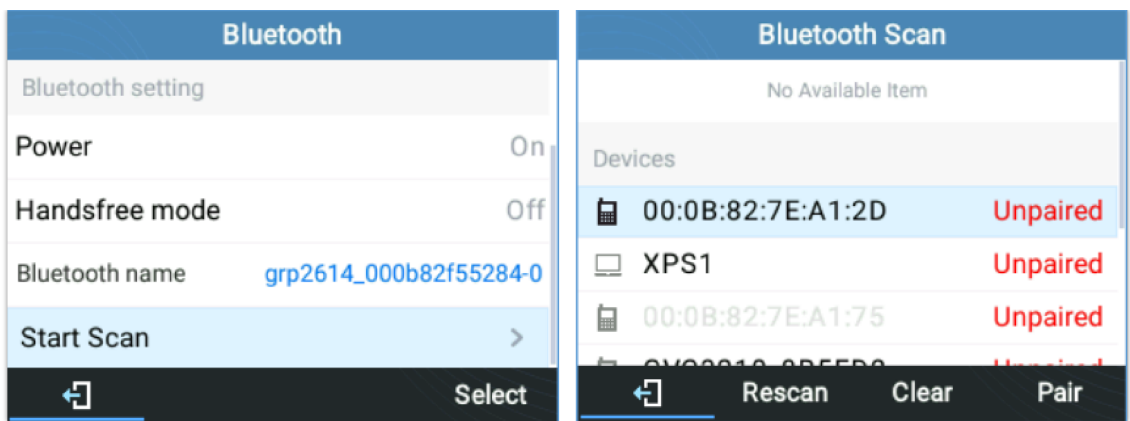 Bluetooth
Bluetooth setting
Power On
Handsfree mode Off
Bluetooth name grp2614_000b82f55284-0
Start Scan >
Select
Bluetooth Scan
No Available Item
Devices
00:0B:82:7E:A1:2D Unpaired
XPS1 Unpaired
00:0B:82:7E:A1:75 Unpaired
Unpaired
Rescan Clear Pair